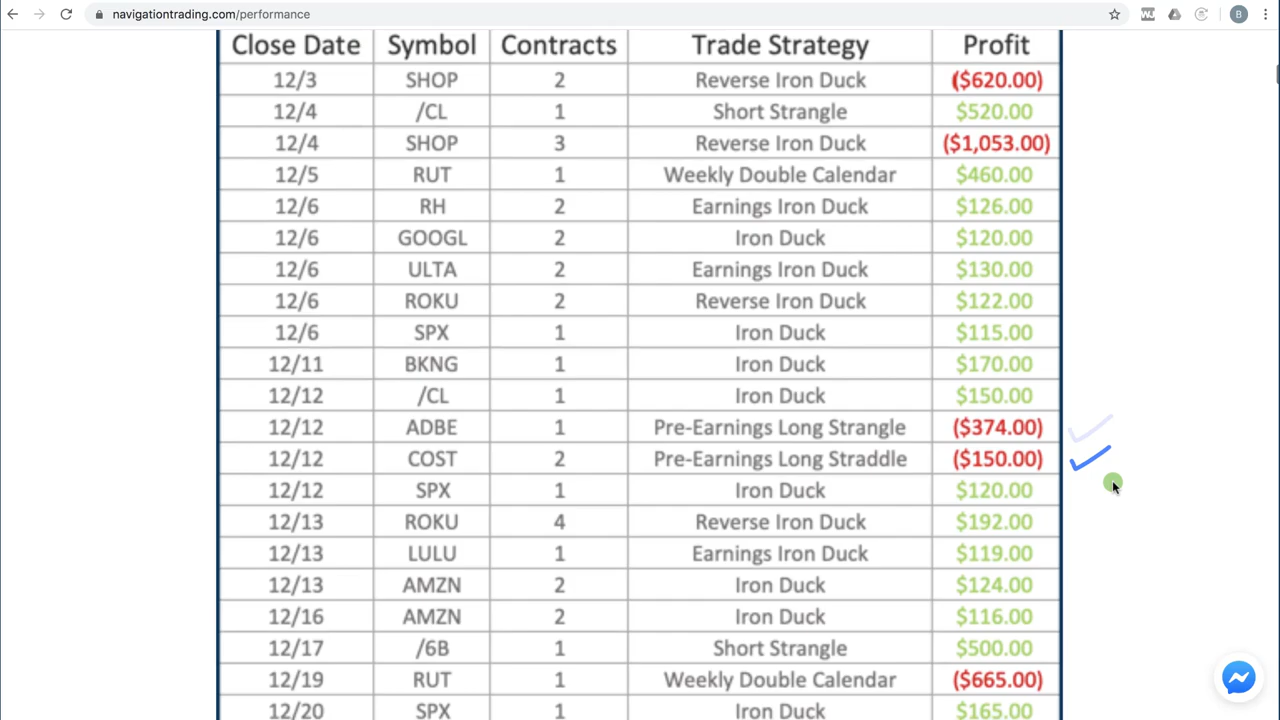 navigationtrading.com/performance
B
Close Date Symbol Contracts Trade Strategy Profit
12/3 SHOP 2 Reverse Iron Duck ($620.00)
12/4 /CL 1 Short Strangle $520.00
12/4 SHOP 3 Reverse Iron Duck ($1,053.00)
12/5 RUT 1 Weekly Double Calendar $460.00
12/6 RH 2 Earnings Iron Duck $126.00
12/6 GOOGL 2 Iron Duck $120.00
12/6 ULTA 2 Earnings Iron Duck $130.00
12/6 ROKU 2 Reverse Iron Duck $122.00
12/6 SPX 1 Iron Duck $115.00
12/11 BKNG 1 Iron Duck $170.00
12/12 /CL 1 Iron Duck $150.00
12/12 ADBE 1 Pre-Earnings Long Strangle ($374.00)
12/12 COST 2 Pre-Earnings Long Straddle ($150.00)
12/12 SPX 1 Iron Duck $120.00
12/13 ROKU 4 Reverse Iron Duck $192.00
12/13 LULU 1 Earnings Iron Duck $119.00
12/13 AMZN 2 Iron Duck $124.00
12/16 AMZN 2 Iron Duck $116.00
12/17 /6B 1 Short Strangle $500.00
12/19 RUT 1 Weekly Double Calendar ($665.00)
12/20 SPX 1 Iron Duck $165.00